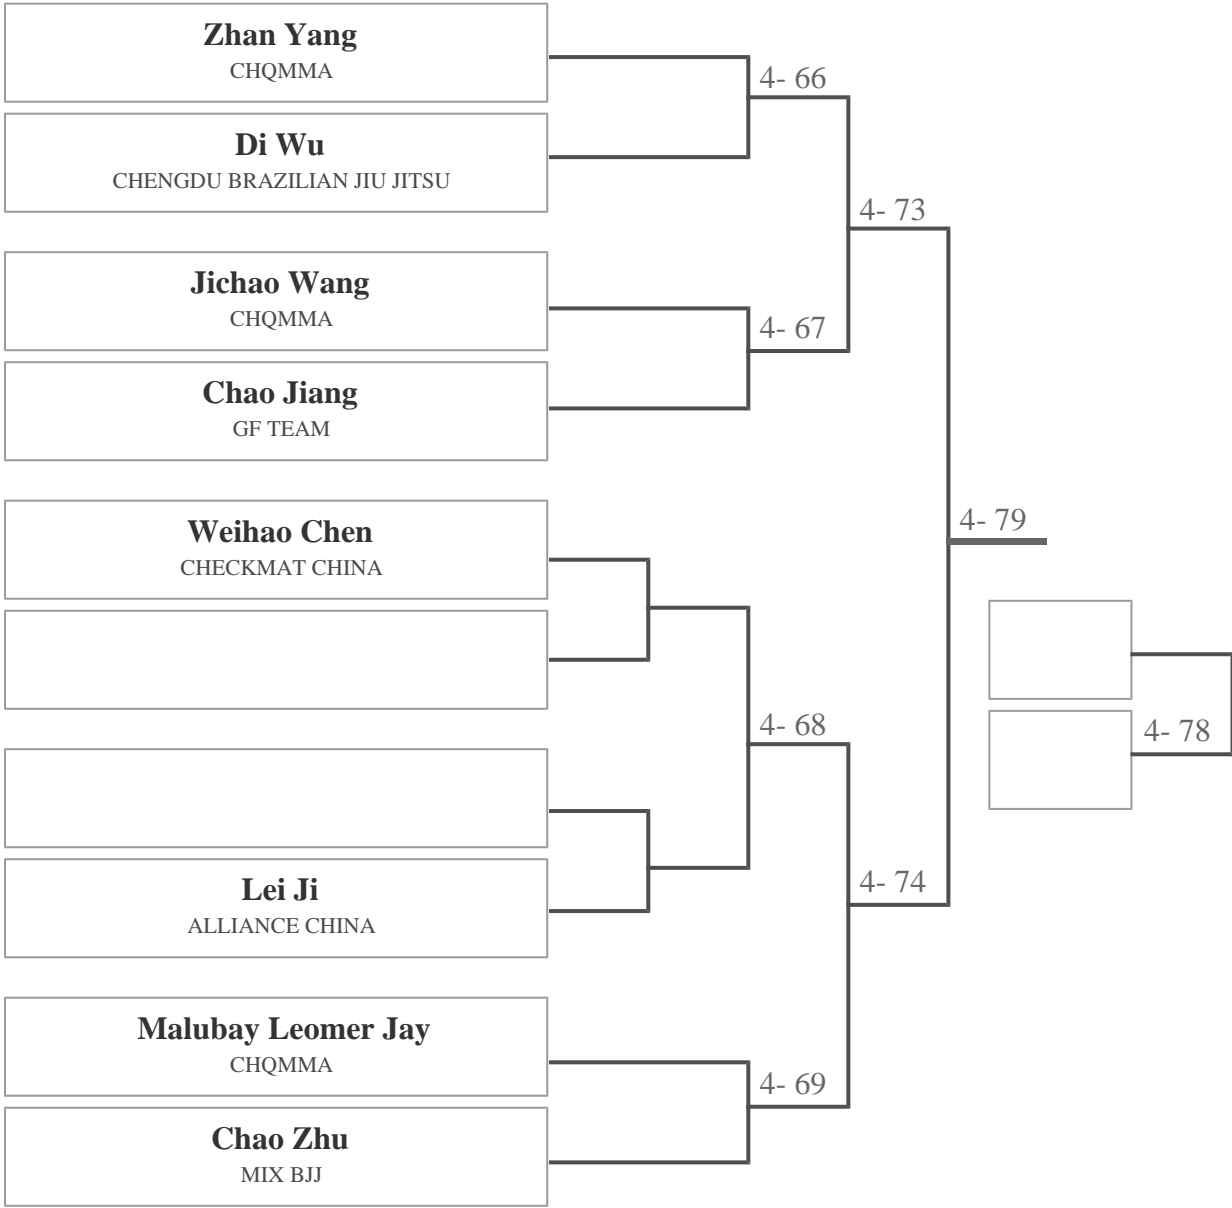 Zhan Yang
CHQMMA
4- 66
Di Wu
CHENGDU BRAZILIAN JIU JITSU
4- 73
Jichao Wang
CHQMMA
4- 67
Chao Jiang
GF TEAM
Weihao Chen
CHECKMAT CHINA
4- 79
4- 68
4- 78
Lei Ji
ALLIANCE CHINA
4- 74
Malubay Leomer Jay
CHQMMA
4- 69
Chao Zhu
MIX BJJ